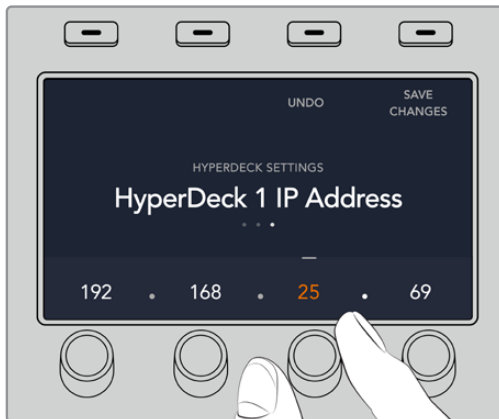 UNDO
SAVE
CHANGES
HYPERDECK SETTINGS
HyperDeck 1 IP Address
192 . 168 . 25 . 69